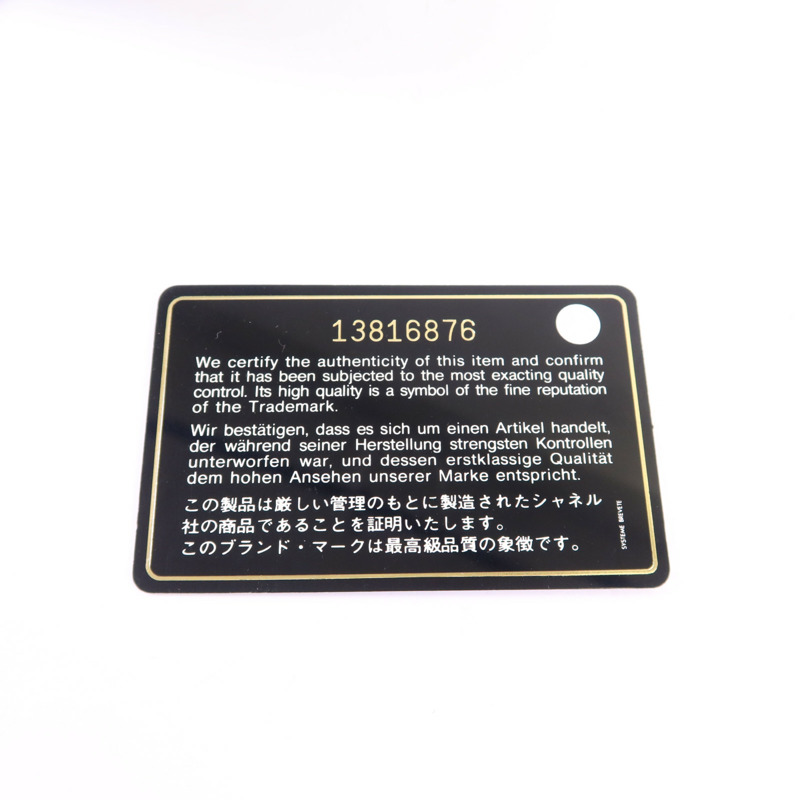 13816876
We certify the authenticity of this item and confirm
that it has been subjected to the most exacting quality
control. Its high quality is a symbol of the fine reputation
of the Trademark.
Wir bestätigen, dass es sich um einen Artikel handelt,
der während seiner Herstellung strengsten Kontrollen
unterworfen war, und dessen erstklassige Qualität
dem hohen Ansehen unserer Marke entspricht.
この製品は厳しい管理のもとに製造されたシャネル
社の商品であることを証明いたします。
このブランド・マークは最高級品質の象徴です。
SYSTEME BREVETE